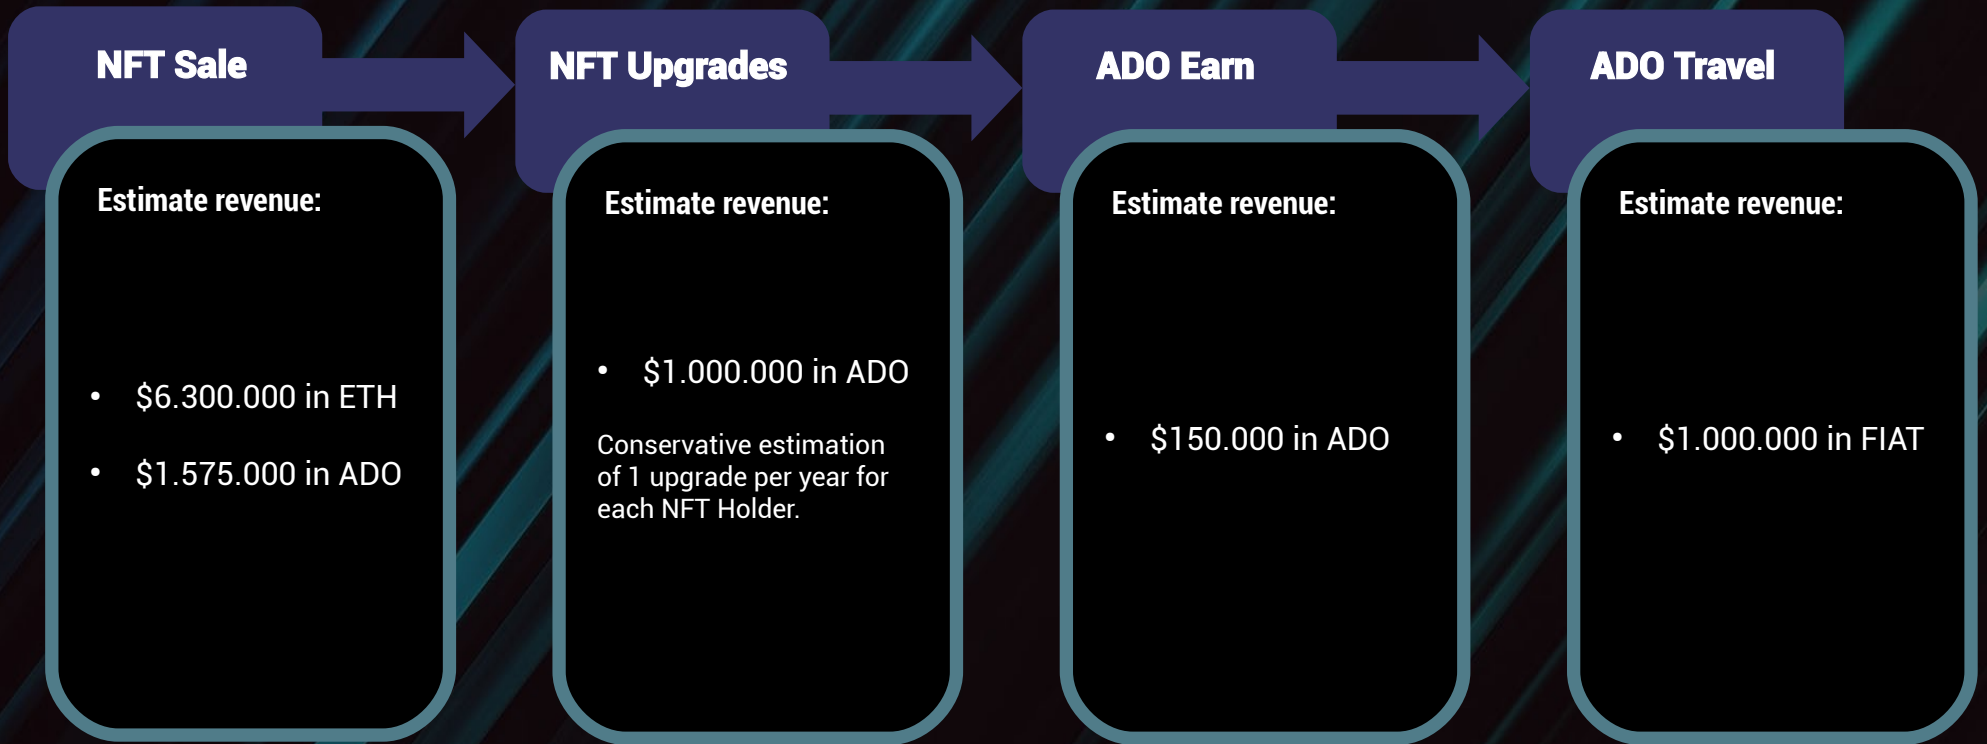 NFT Sale
Estimate revenue:
• $6.300.000 in ETH
• $1.575.000 in ADO
NFT Upgrades
Estimate revenue:
• $1.000.000 in ADO
Conservative estimation
of 1 upgrade per year for
each NFT Holder.
ADO Earn
Estimate revenue:
• $150.000 in ADO
ADO Travel
Estimate revenue:
• $1.000.000 in FIAT